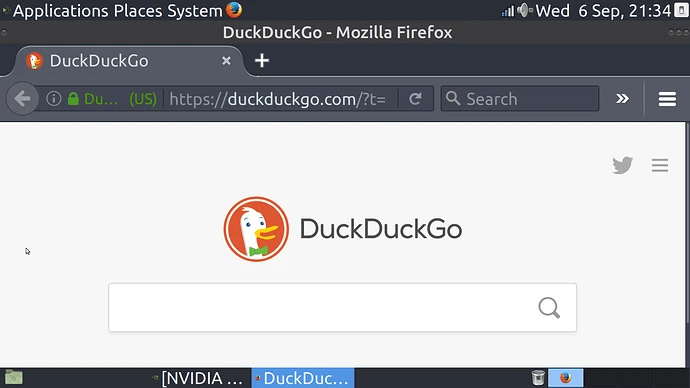 Applications Places System Wed 6 Sep, 21:34
DuckDuckGo - Mozilla Firefox
DuckDuckGo
Du... (US) https://duckduckgo.com/?t= Search
DuckDuckGo
[NVIDIA ... DuckDuc...